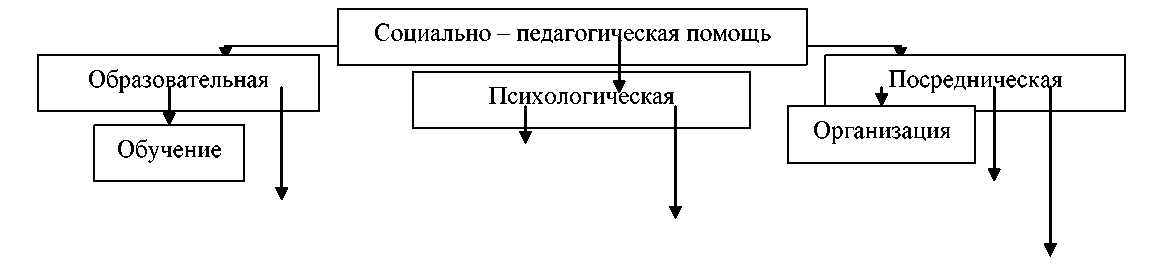 Социально – педагогическая помощь
Образовательная
Психологическая
Посредническая
Обучение
Организация